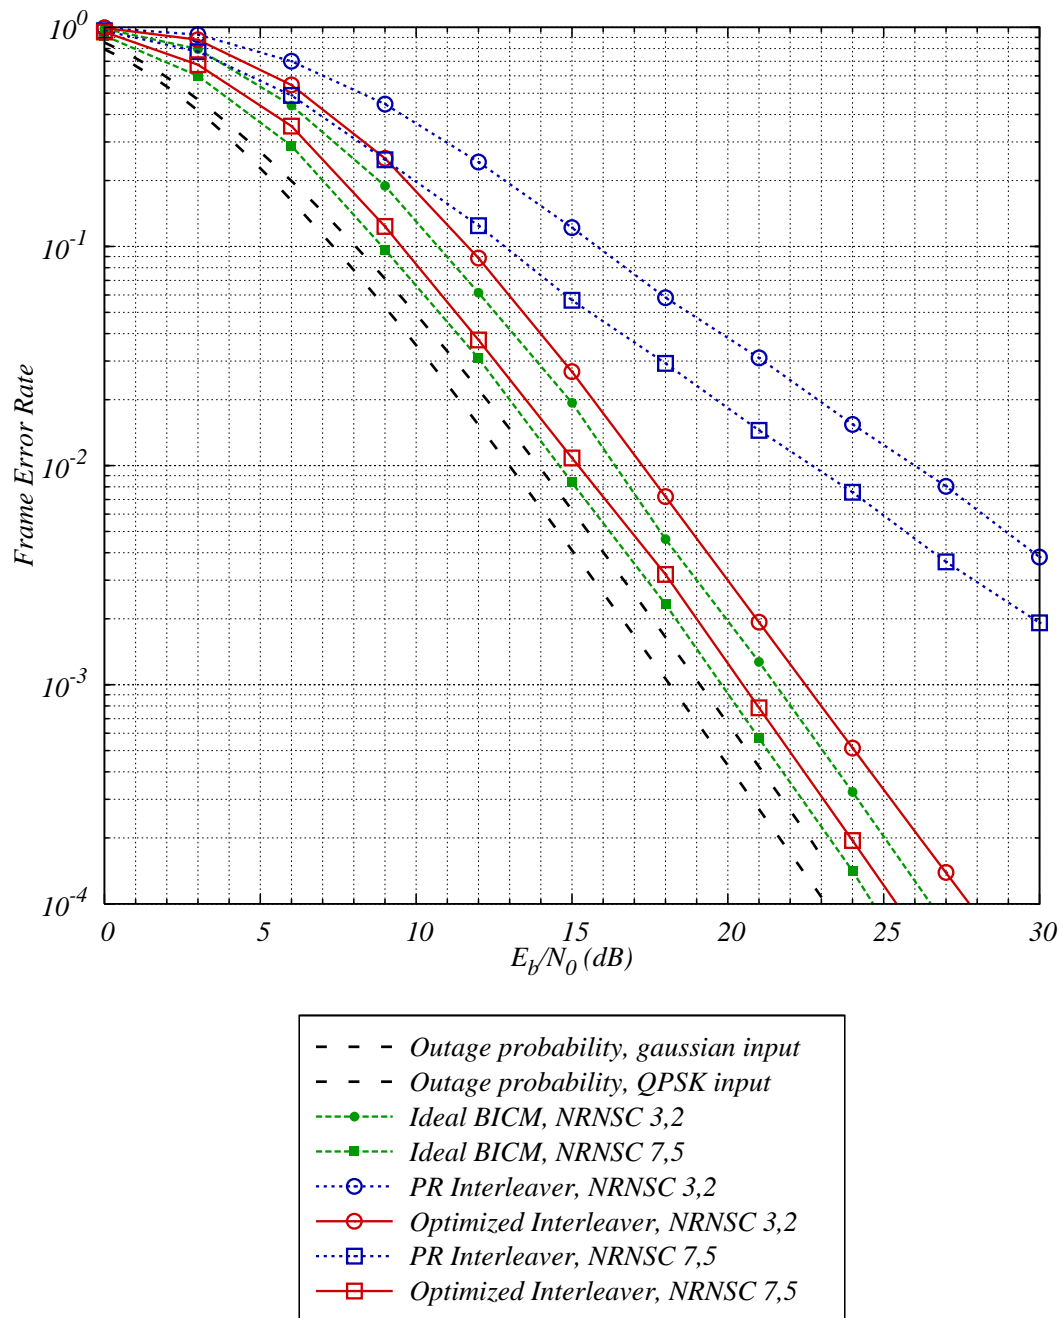 10^0
10^-1
10^-2
10^-3
10^-4
Frame Error Rate
0 5 10 15 20 25 30
E_b/N_0 (dB)
Outage probability, gaussian input
Outage probability, QPSK input
Ideal BICM, NRNSC 3,2
Ideal BICM, NRNSC 7,5
PR Interleaver, NRNSC 3,2
Optimized Interleaver, NRNSC 3,2
PR Interleaver, NRNSC 7,5
Optimized Interleaver, NRNSC 7,5